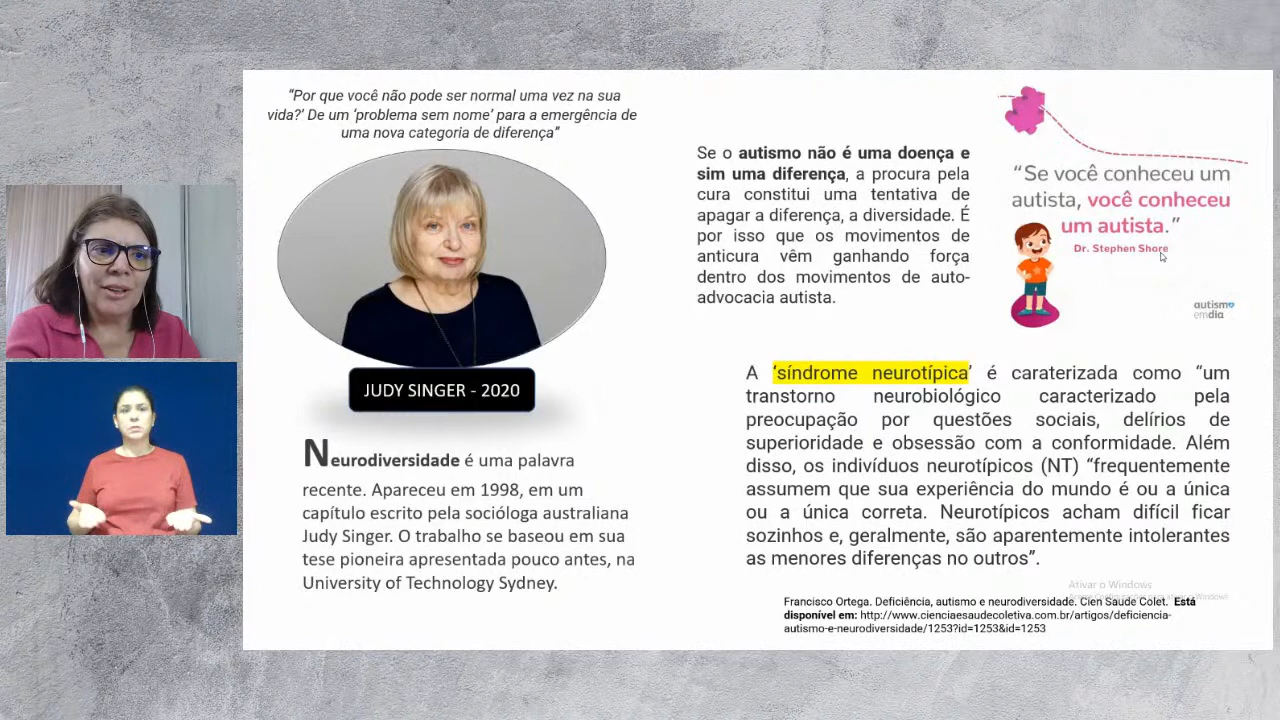 “Por que você não pode ser normal uma vez na sua
vida?’ De um ‘problema sem nome’ para a emergência de
uma nova categoria de diferença”
JUDY SINGER - 2020
Neurodiversidade é uma palavra
recente. Apareceu em 1998, em um
capítulo escrito pela socióloga australiana
Judy Singer. O trabalho se baseou em sua
tese pioneira apresentada pouco antes, na
University of Technology Sydney.
Se o autismo não é uma doença e
sim uma diferença, a procura pela
cura constitui uma tentativa de
apagar a diferença, a diversidade. É
por isso que os movimentos de
anticura vêm ganhando força
dentro dos movimentos de auto-
advocacia autista.
“Se você conheceu um
autista, você conheceu
um autista.”
Dr. Stephen Shore
autismo
emdia
A ‘síndrome neurotípica’ é caraterizada como “um
transtorno neurobiológico caracterizado pela
preocupação por questões sociais, delírios de
superioridade e obsessão com a conformidade. Além
disso, os indivíduos neurotípicos (NT) “frequentemente
assumem que sua experiência do mundo é ou a única
ou a única correta. Neurotípicos acham difícil ficar
sozinhos e, geralmente, são aparentemente intolerantes
as menores diferenças no outros”.
Ativar o Windows
Francisco Ortega. Deficiência, autismo e neurodiversidade. Cien Saude Colet. Está
disponível em: http://www.cienciaesaudecoletiva.com.br/artigos/deficiencia-
autismo-e-neurodiversidade/1253?id=1253&id=1253